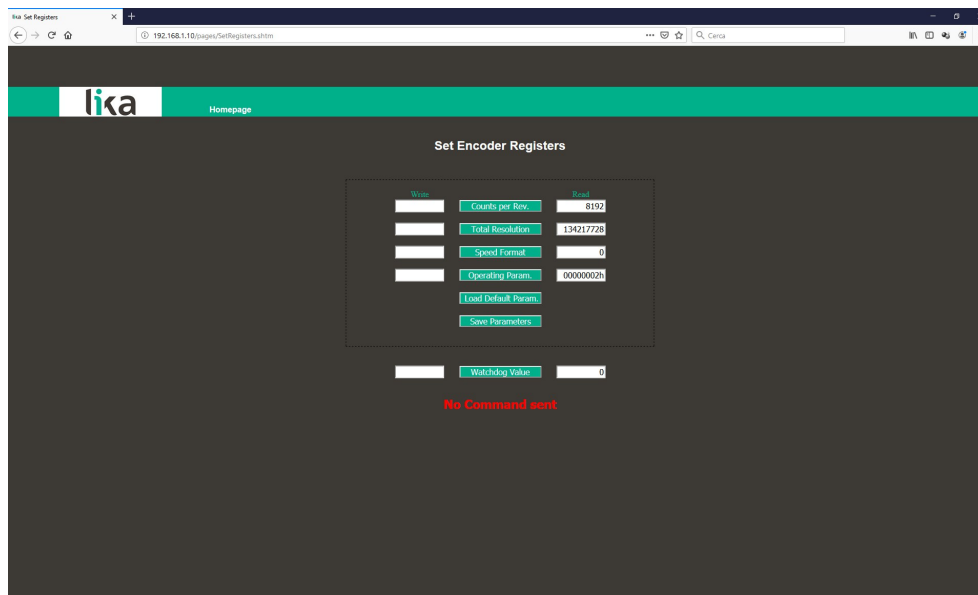 lika Set Registers
192.168.1.10/pages/SetRegisters.shtm
Cerca
lika
Homepage
Set Encoder Registers
Write Read
Counts per Rev. 8192
Total Resolution 134217728
Speed Format 0
Operating Param. 00000002h
Load Default Param.
Save Parameters
Watchdog Value 0
No Command sent